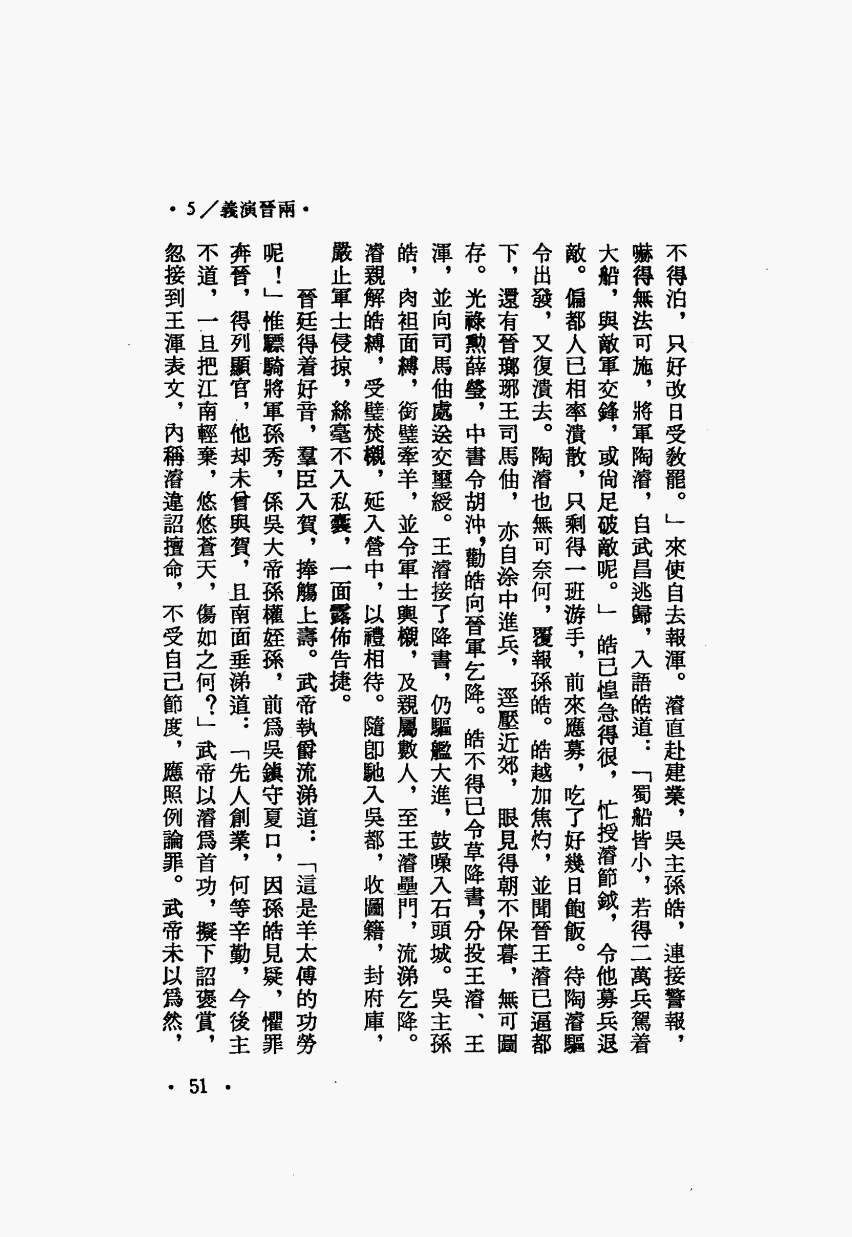 ・5／義演晉兩・
不得泊，只好改日受敎罷。」來使自去報渾。濬直赴建業，吳主孫皓，連接警報，
嚇得無法可施，將軍陶濬，自武昌逃歸，入語皓道：「蜀船皆小，若得二萬兵駕着
大船，與敵軍交鋒，或尙足破敵呢。」皓已惶急得很，忙授濬節鉞，令他募兵退
敵。偏都人已相率潰散，只剩得一班游手，前來應募，吃了好幾日飽飯。待陶濬驅
令出發，又復潰去。陶濬也無可奈何，覆報孫皓。皓越加焦灼，並聞晉王濬已逼都
下，還有晉瑯邪王司馬伷，亦自涂中進兵，逕壓近郊，眼見得朝不保暮，無可圖
存。光祿勳薛瑩，中書令胡沖，勸皓向晉軍乞降。皓不得已令草降書，分投王濬、王
渾，並向司馬伷處送交璽綬。王濬接了降書，仍驅艦大進，鼓噪入石頭城。吳主孫
皓，肉袒面縛，銜璧牽羊，並令軍士輿櫬，及親屬數人，至王濬壘門，流涕乞降。
濬親解皓縛，受璧焚櫬，延入營中，以禮相待。隨卽馳入吳都，收圖籍，封府庫，
嚴止軍士侵掠，絲毫不入私囊，一面露佈告捷。
晉廷得着好音，羣臣入賀，捧觴上壽。武帝執爵流涕道：「這是羊太傅的功勞
呢！」惟驃騎將軍孫秀，係吳大帝孫權姪孫，前爲吳鎭守夏口，因孫皓見疑，懼罪
奔晉，得列顯官，他却未曾與賀，且南面垂涕道：「先人創業，何等辛勤，今後主
不道，一旦把江南輕棄，悠悠蒼天，傷如之何？」武帝以濬爲首功，擬下詔褒賞，
忽接到王渾表文，內稱濬違詔擅命，不受自己節度，應照例論罪。武帝未以爲然，
・51・